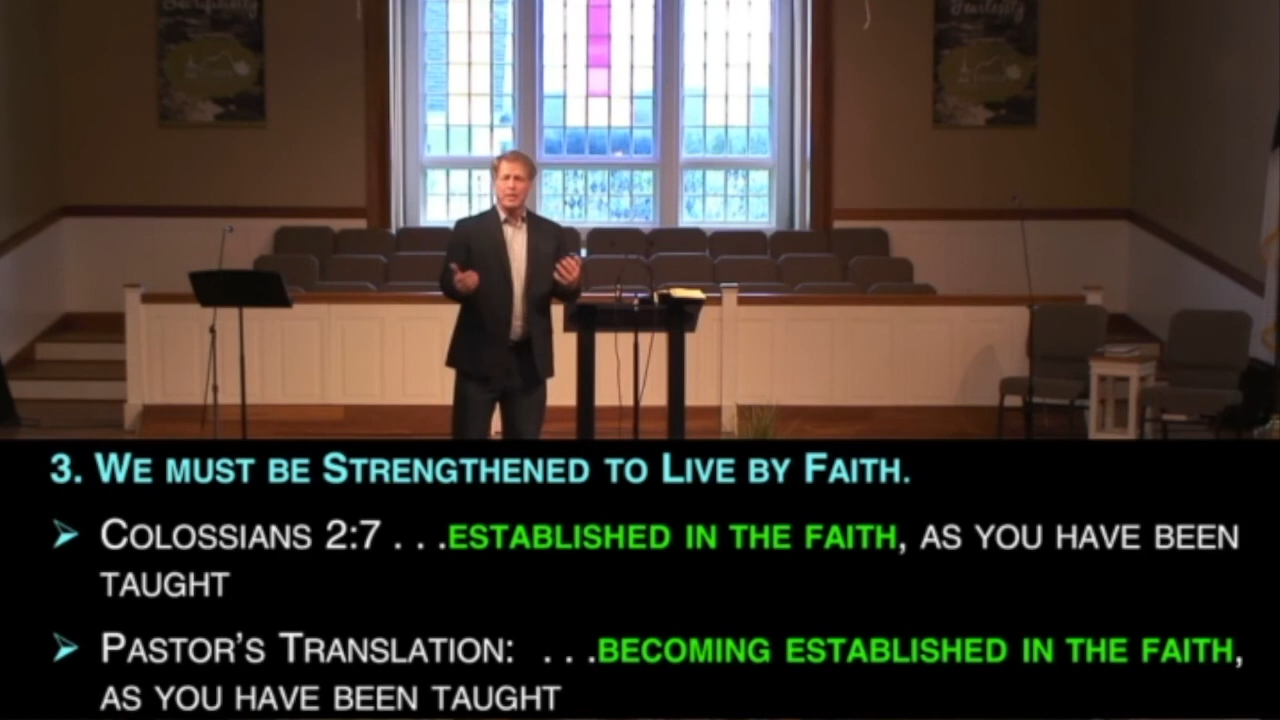 Fearlessly
3. We must be Strengthened to Live by Faith.
➢ Colossians 2:7 . . .established in the faith, as you have been
taught
➢ Pastor's Translation: . . .becoming established in the faith,
as you have been taught